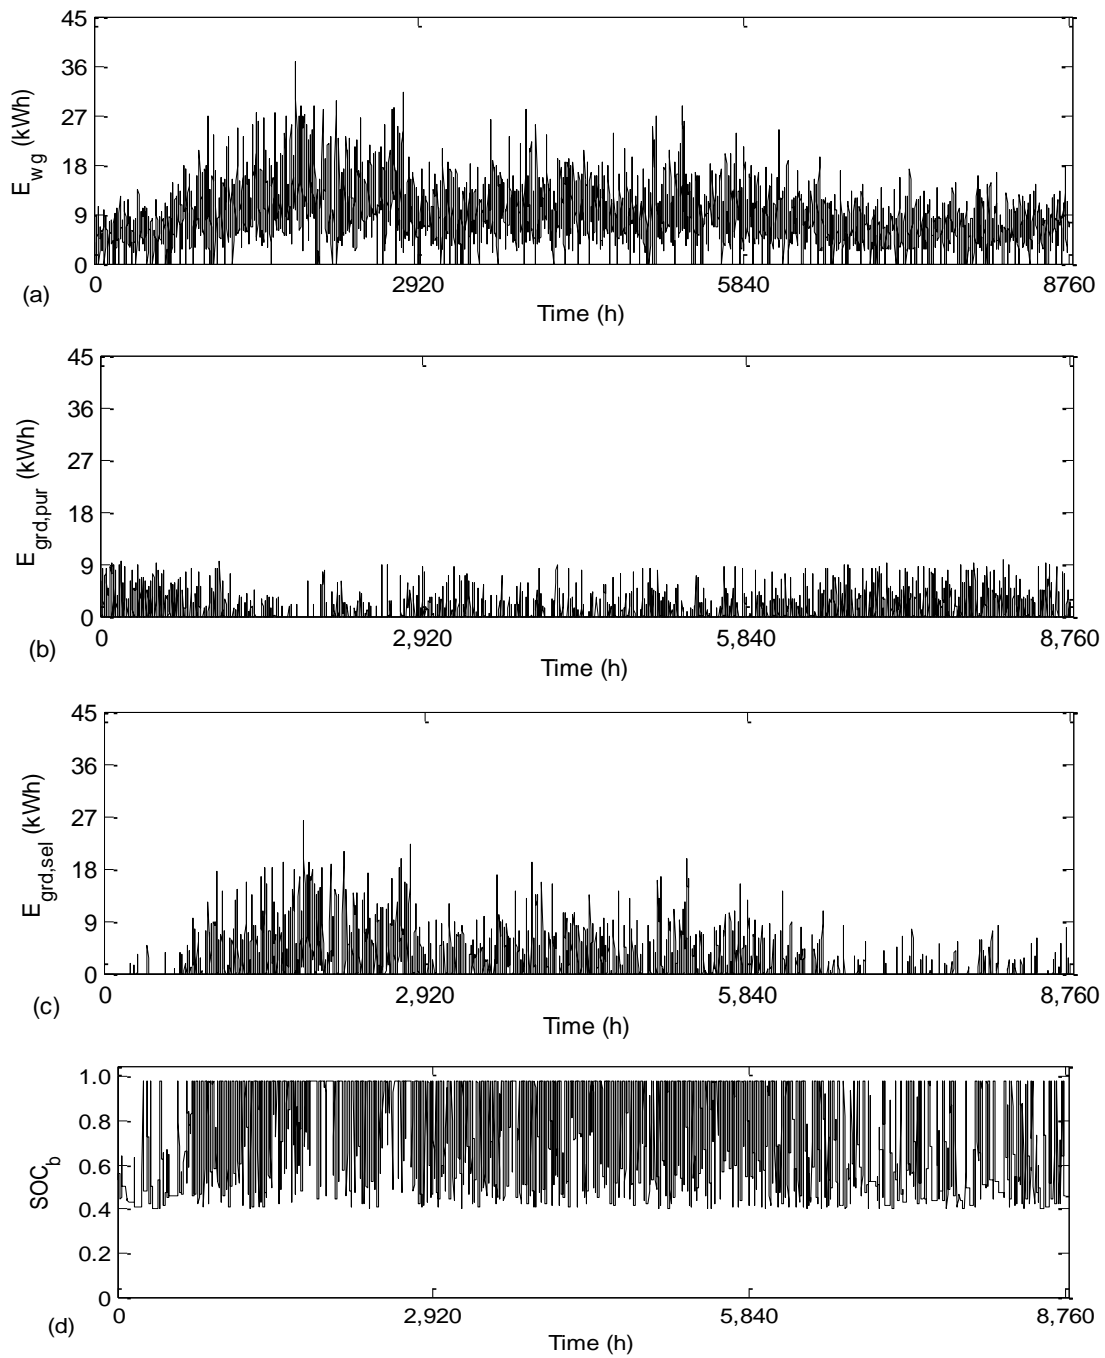 45
36
27
18
9
0
E_wg (kWh)
0 2920 5840 8760
(a)
Time (h)
45
36
27
18
9
0
E_grd,pur (kWh)
0 2,920 5,840 8,760
(b)
Time (h)
45
36
27
18
9
0
E_grd,sel (kWh)
0 2,920 5,840 8,760
(c)
Time (h)
1.0
0.8
0.6
0.4
0.2
0
SOC_b
0 2,920 5,840 8,760
(d)
Time (h)